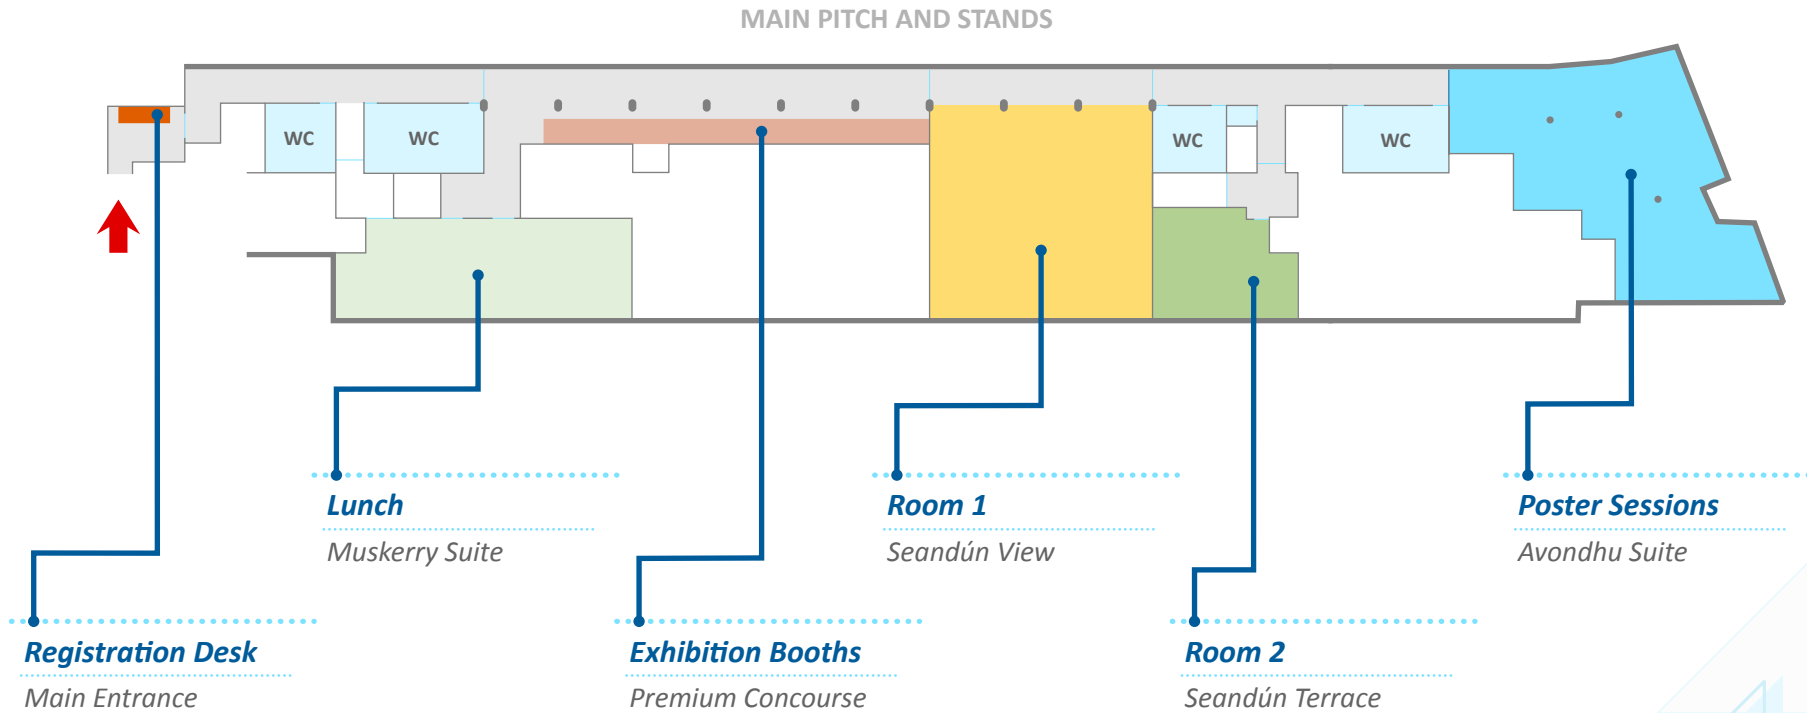 MAIN PITCH AND STANDS
WC
WC
WC
WC
Lunch
Muskerry Suite
Room 1
Seandún View
Poster Sessions
Avondhu Suite
Registration Desk
Main Entrance
Exhibition Booths
Premium Concourse
Room 2
Seandún Terrace